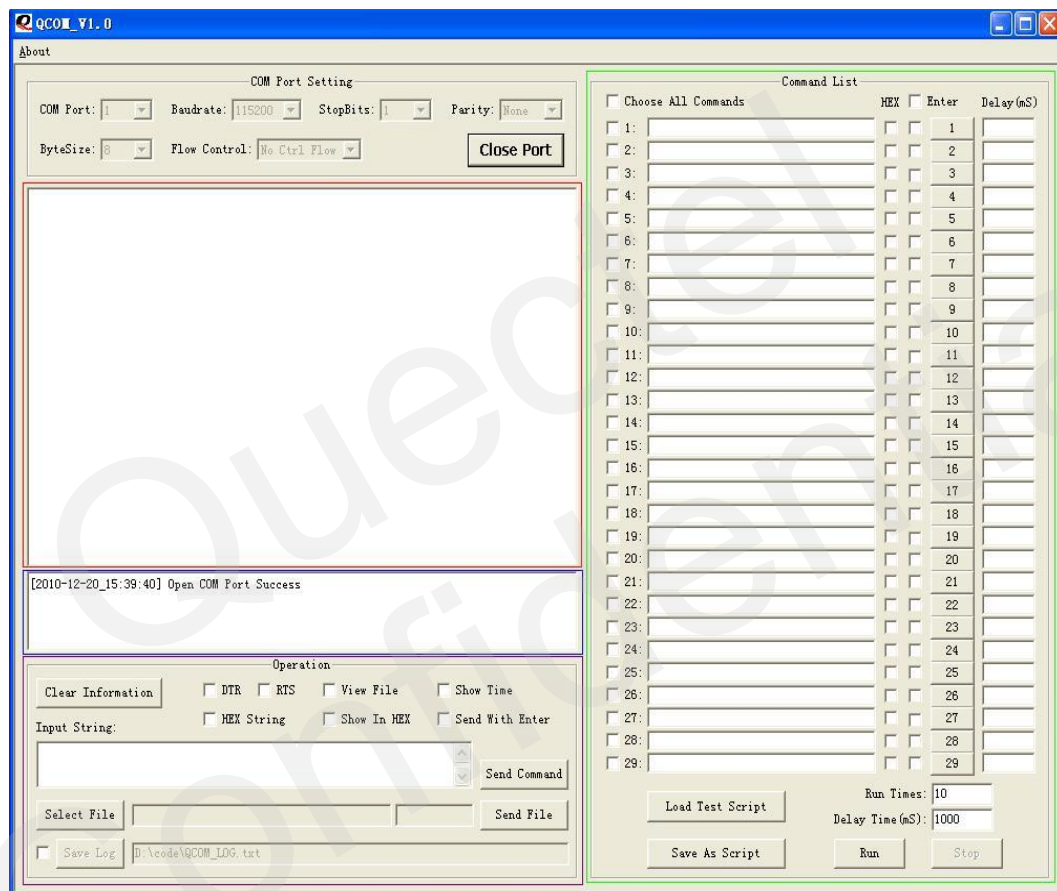 QCOM_V1.0
About
COM Port Setting
COM Port: 1 Baudrate: 115200 StopBits: 1 Parity: None
ByteSize: 8 Flow Control: No Ctrl Flow Close Port
[2010-12-20_15:39:40] Open COM Port Success
Operation
Clear Information DTR RTS View File Show Time
HEX String Show In HEX Send With Enter
Input String:
Send Command
Select File Send File
Save Log D:\code\QCOM_LOG.txt
Command List
Choose All Commands HEX Enter Delay(mS)
1: 1
2: 2
3: 3
4: 4
5: 5
6: 6
7: 7
8: 8
9: 9
10: 10
11: 11
12: 12
13: 13
14: 14
15: 15
16: 16
17: 17
18: 18
19: 19
20: 20
21: 21
22: 22
23: 23
24: 24
25: 25
26: 26
27: 27
28: 28
29: 29
Load Test Script Run Times: 10
Delay Time(mS): 1000
Save As Script Run Stop
Quectel